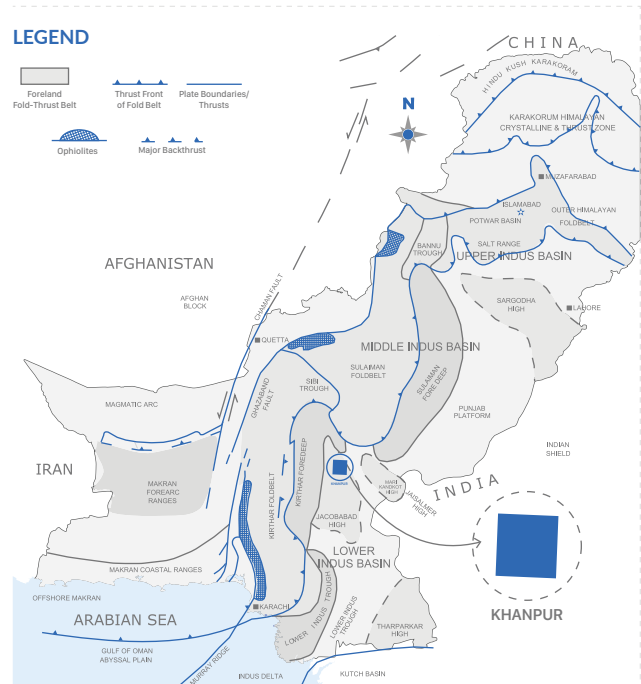 LEGEND
Foreland
Fold-Thrust Belt
Thrust Front
of Fold Belt
Plate Boundaries/
Thrusts
Ophiolites
Major Backthrust
N
CHINA
HINDU KUSH KARAKORAM
KARAKORUM HIMALAYAN
CRYSTALLINE & THRUST ZONE
MUZAFARABAD
ISLAMABAD
POTWAR BASIN
OUTER HIMALAYAN
FOLDBELT
BANNU
TROUGH
SALT RANGE
UPPER INDUS BASIN
AFGHANISTAN
AFGHAN
BLOCK
CHAMAN FAULT
SARGODHA
HIGH
LAHORE
QUETTA
MIDDLE INDUS BASIN
GHAZABAND
FAULT
SULAIMAN
FOLDBELT
SIBI
TROUGH
SULAIMAN
FORE DEEP
PUNJAB
PLATFORM
MAGMATIC ARC
INDIAN
SHIELD
IRAN
MAKRAN
FOREARC
RANGES
KIRTHAR FOLDBELT
KIRTHAR FOREDEEP
KHANPUR
MARI
KANDKOT
HIGH
JAISALMER
HIGH
INDIA
JACOBABAD
HIGH
LOWER
INDUS BASIN
MAKRAN COASTAL RANGES
KHANPUR
OFFSHORE MAKRAN
KARACHI
ARABIAN SEA
LOWER INDUS TROUGH
LOWER INDUS
TROUGH
THARPARKAR
HIGH
GULF OF OMAN
ABYSSAL PLAIN
MURRAY RIDGE
INDUS DELTA
KUTCH BASIN